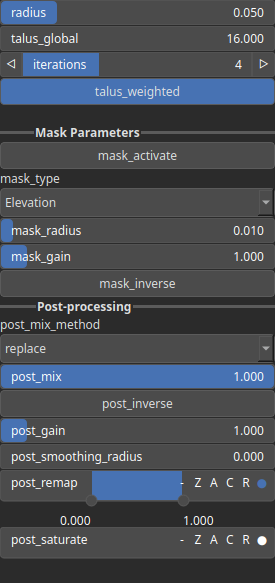 radius 0.050
talus_global 16.000
iterations 4
talus_weighted
Mask Parameters
mask_activate
mask_type
Elevation
mask_radius 0.010
mask_gain 1.000
mask_inverse
Post-processing
post_mix_method
replace
post_mix 1.000
post_inverse
post_gain 1.000
post_smoothing_radius 0.000
post_remap - Z A C R
0.000 1.000
post_saturate - Z A C R